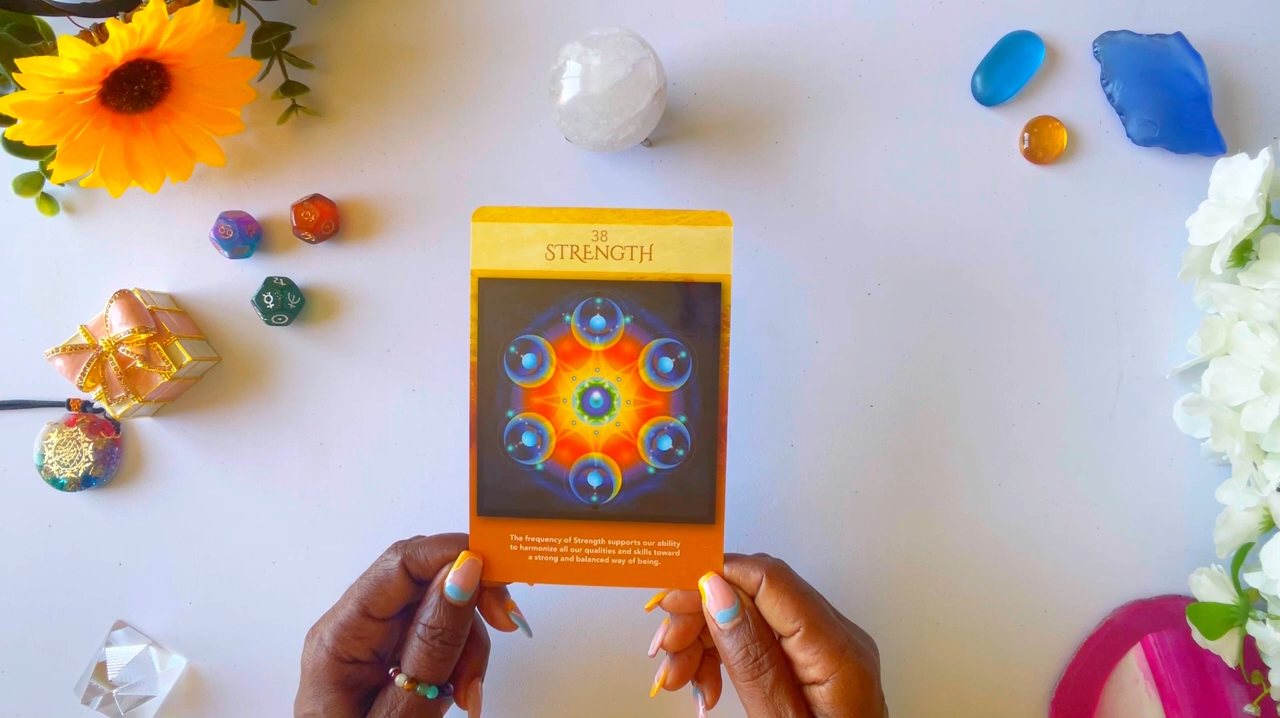 38
STRENGTH
The frequency of Strength supports our ability
to harmonize all our qualities and skills toward
a strong and balanced way of being.